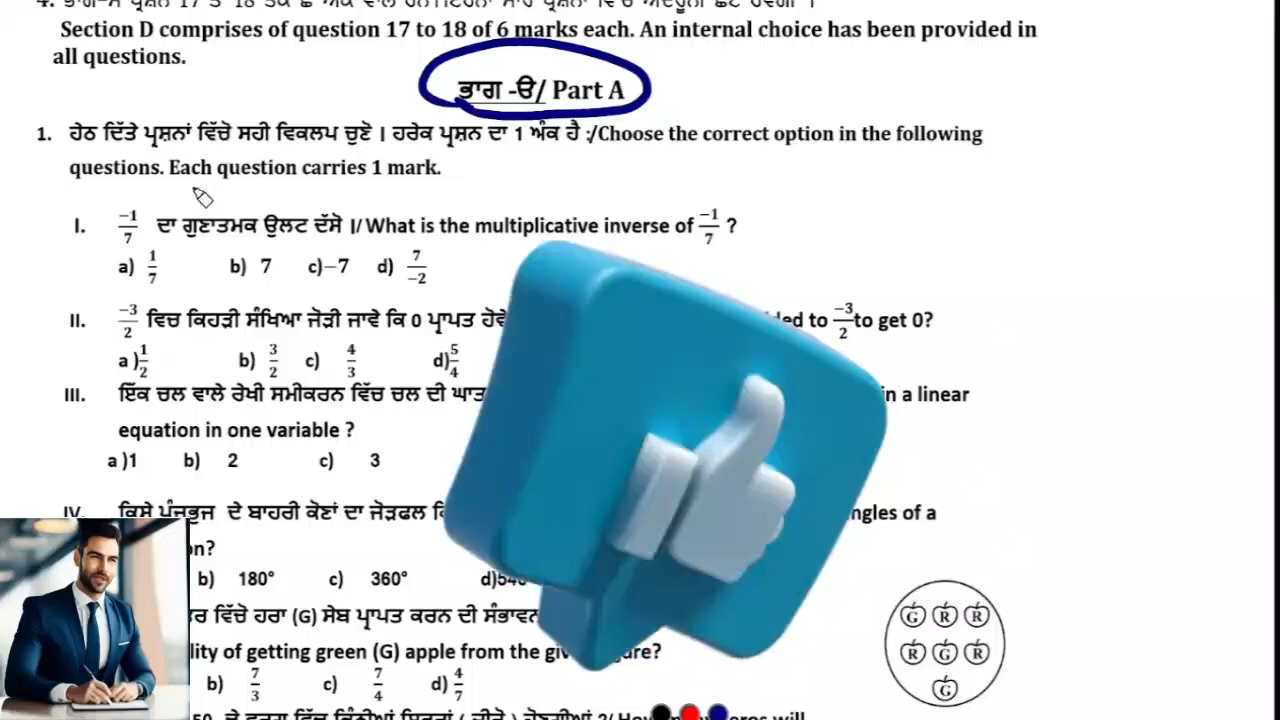 Section D comprises of question 17 to 18 of 6 marks each. An internal choice has been provided in
all questions.
ਭਾਗ -ੳ/ Part A
1. ਹੇਠ ਦਿੱਤੇ ਪ੍ਰਸ਼ਨਾਂ ਵਿੱਚੋ ਸਹੀ ਵਿਕਲਪ ਚੁਣੋ । ਹਰੇਕ ਪ੍ਰਸ਼ਨ ਦਾ 1 ਅੰਕ ਹੈ :/Choose the correct option in the following
questions. Each question carries 1 mark.
I. -1/7 ਦਾ ਗੁਣਾਤਮਕ ਉਲਟ ਦੱਸੋ ।/ What is the multiplicative inverse of -1/7 ?
a) 1/7 b) 7 c)-7 d) 7/-2
II. -3/2 ਵਿਚ ਕਿਹੜੀ ਸੰਖਿਆ ਜੋੜੀ ਜਾਵੇ ਕਿ 0 ਪ੍ਰਾਪਤ ਹੋਵੇ to -3/2 to get 0?
a )1/2 b) 3/2 c) 4/3 d)5/4
III. ਇੱਕ ਚਲ ਵਾਲੇ ਰੇਖੀ ਸਮੀਕਰਨ ਵਿੱਚ ਚਲ ਦੀ ਘਾਤ in a linear
equation in one variable ?
a )1 b) 2 c) 3
IV. ਕਿਸੇ ਪੰਜਭੁਜ ਦੇ ਬਾਹਰੀ ਕੋਣਾਂ ਦਾ ਜੋੜਫਲ of a
b) 180° c) 360° d)540
ਵਿੱਚੋ ਹਰਾ (G) ਸੇਬ ਪ੍ਰਾਪਤ ਕਰਨ ਦੀ
of getting green (G) apple from the
b) 7/3 c) 7/4 d) 4/7
G R R
R G R
G